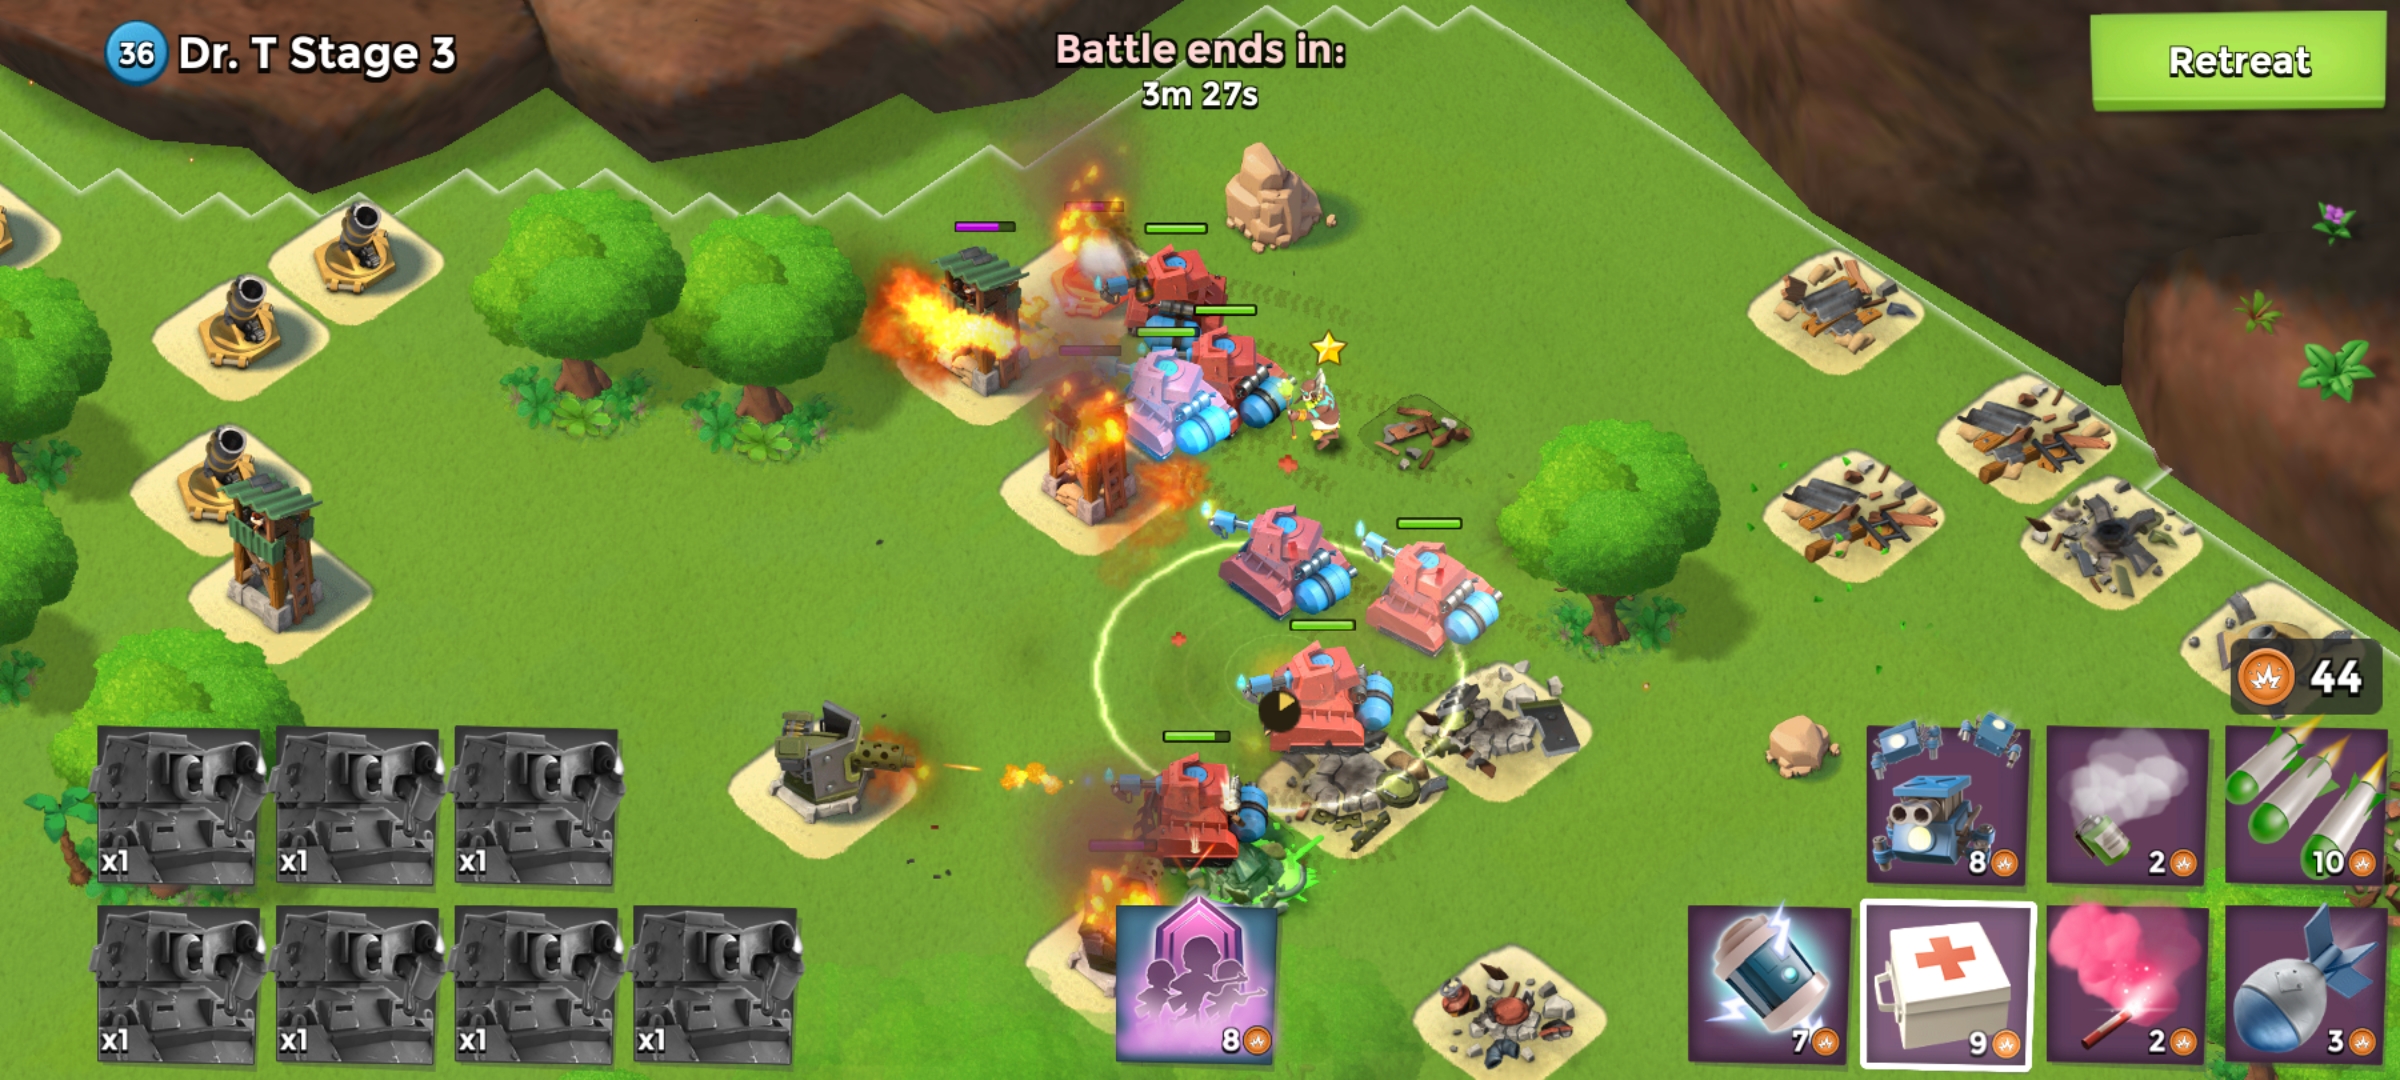 36 Dr. T Stage 3
Battle ends in:
3m 27s
Retreat
44
x1 x1 x1
8 2 10
x1 x1 x1 x1
8 7 9 2 3